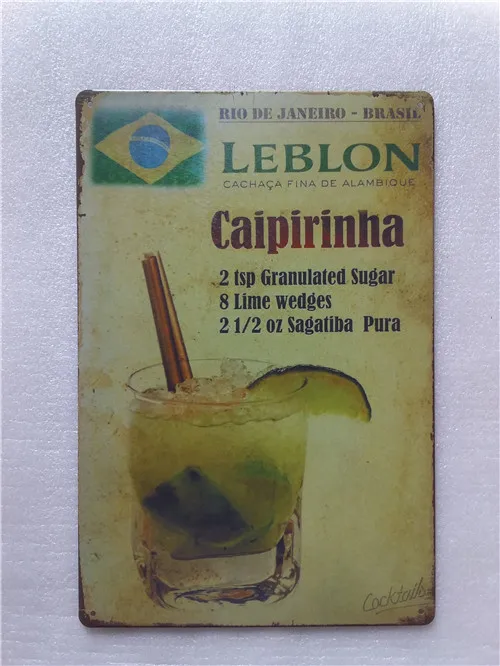 RIO DE JANEIRO - BRASIL
LEBLON
CACHAÇA FINA DE ALAMBIQUE
Caipirinha
2 tsp Granulated Sugar
8 Lime wedges
2 1/2 oz Sagatiba Pura
Cocktails